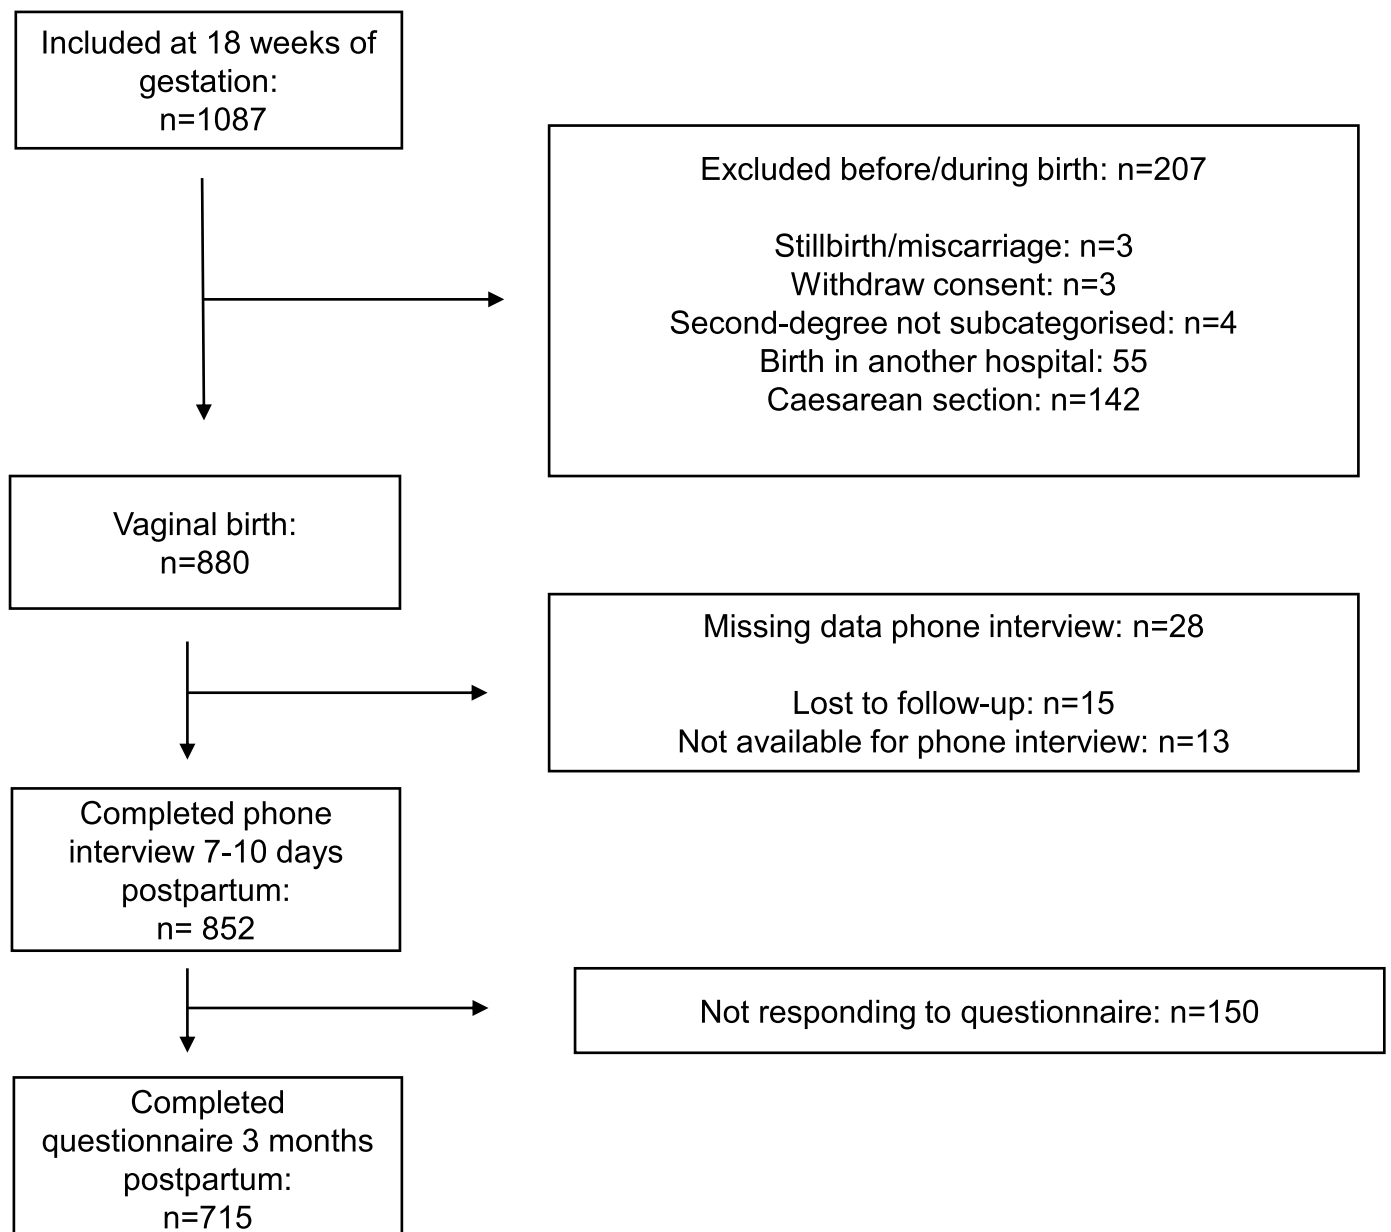 Included at 18 weeks of
gestation:
n=1087
Excluded before/during birth: n=207
Stillbirth/miscarriage: n=3
Withdraw consent: n=3
Second-degree not subcategorised: n=4
Birth in another hospital: 55
Caesarean section: n=142
Vaginal birth:
n=880
Missing data phone interview: n=28
Lost to follow-up: n=15
Not available for phone interview: n=13
Completed phone
interview 7-10 days
postpartum:
n= 852
Not responding to questionnaire: n=150
Completed
questionnaire 3 months
postpartum:
n=715